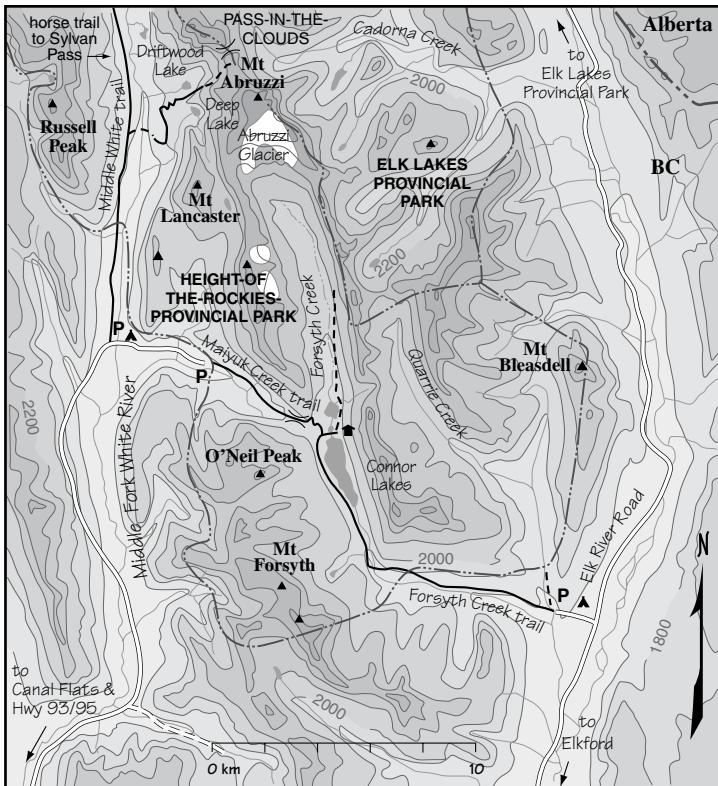 horse trail
to Sylvan
Pass
PASS-IN-THE-
CLOUDS
Driftwood
Lake
Cadorna Creek
Alberta
to
Elk Lakes
Provincial Park
2000
Mt
Abruzzi
Deep
Lake
Russell
Peak
Middle White trail
Abruzzi
Glacier
ELK LAKES
PROVINCIAL
PARK
BC
Mt
Lancaster
2200
HEIGHT-OF
THE-ROCKIES-
PROVINCIAL PARK
Forsyth Creek
P
Maiyuk Creek trail
P
Quarrie Creek
Mt
Bleasdell
2200
Middle Fork White River
O'Neil Peak
Connor
Lakes
Elk River Road
N
Mt
Forsyth
2000
P
Forsyth Creek trail
1800
to
Canal Flats &
Hwy 93/95
2000
to
Elkford
0 km
10